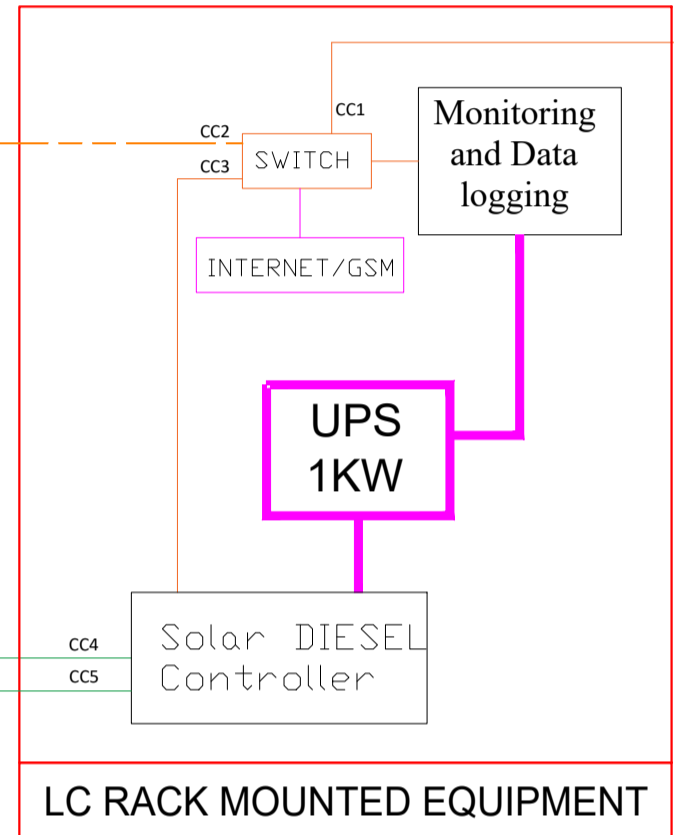 CC1
Monitoring
and Data
logging
CC2
SWITCH
CC3
INTERNET/GSM
UPS
1KW
Solar DIESEL
Controller
CC4
CC5
LC RACK MOUNTED EQUIPMENT